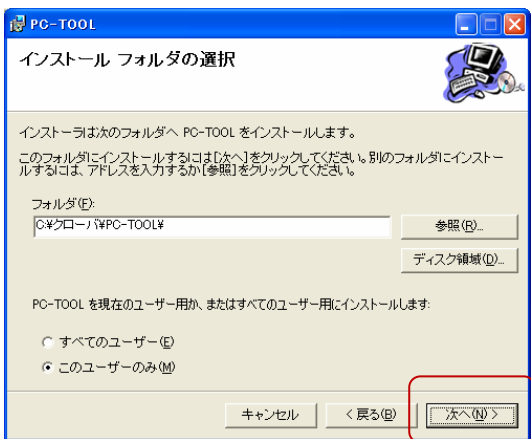 PC-TOOL
インストール フォルダの選択
インストーラは次のフォルダへ PC-TOOL をインストールします。
このフォルダにインストールするには[次へ]をクリックしてください。別のフォルダにインストー
ルするには、アドレスを入力するか[参照]をクリックしてください。
フォルダ(F):
C:¥クローバ¥PC-TOOL¥
参照(R)...
ディスク領域(D)...
PC-TOOL を現在のユーザー用か、またはすべてのユーザー用にインストールします:
すべてのユーザー(E)
このユーザーのみ(M)
キャンセル
< 戻る(B)
次へ(N) >